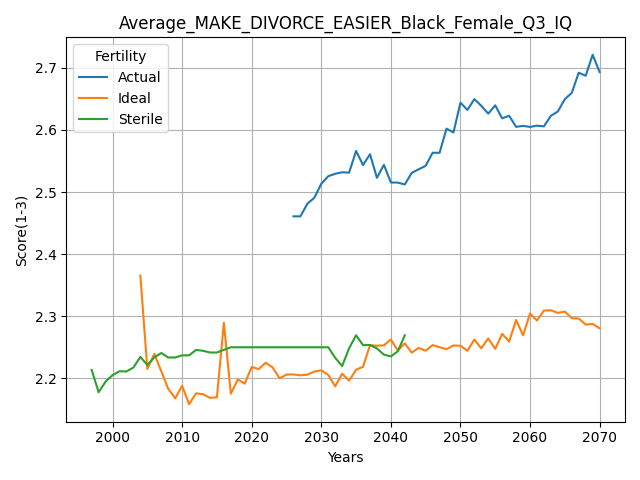 Average_MAKE_DIVORCE_EASIER_Black_Female_Q3_IQ
Fertility
Actual
Ideal
Sterile
Score(1-3)
2.7
2.6
2.5
2.4
2.3
2.2
2000 2010 2020 2030 2040 2050 2060 2070
Years